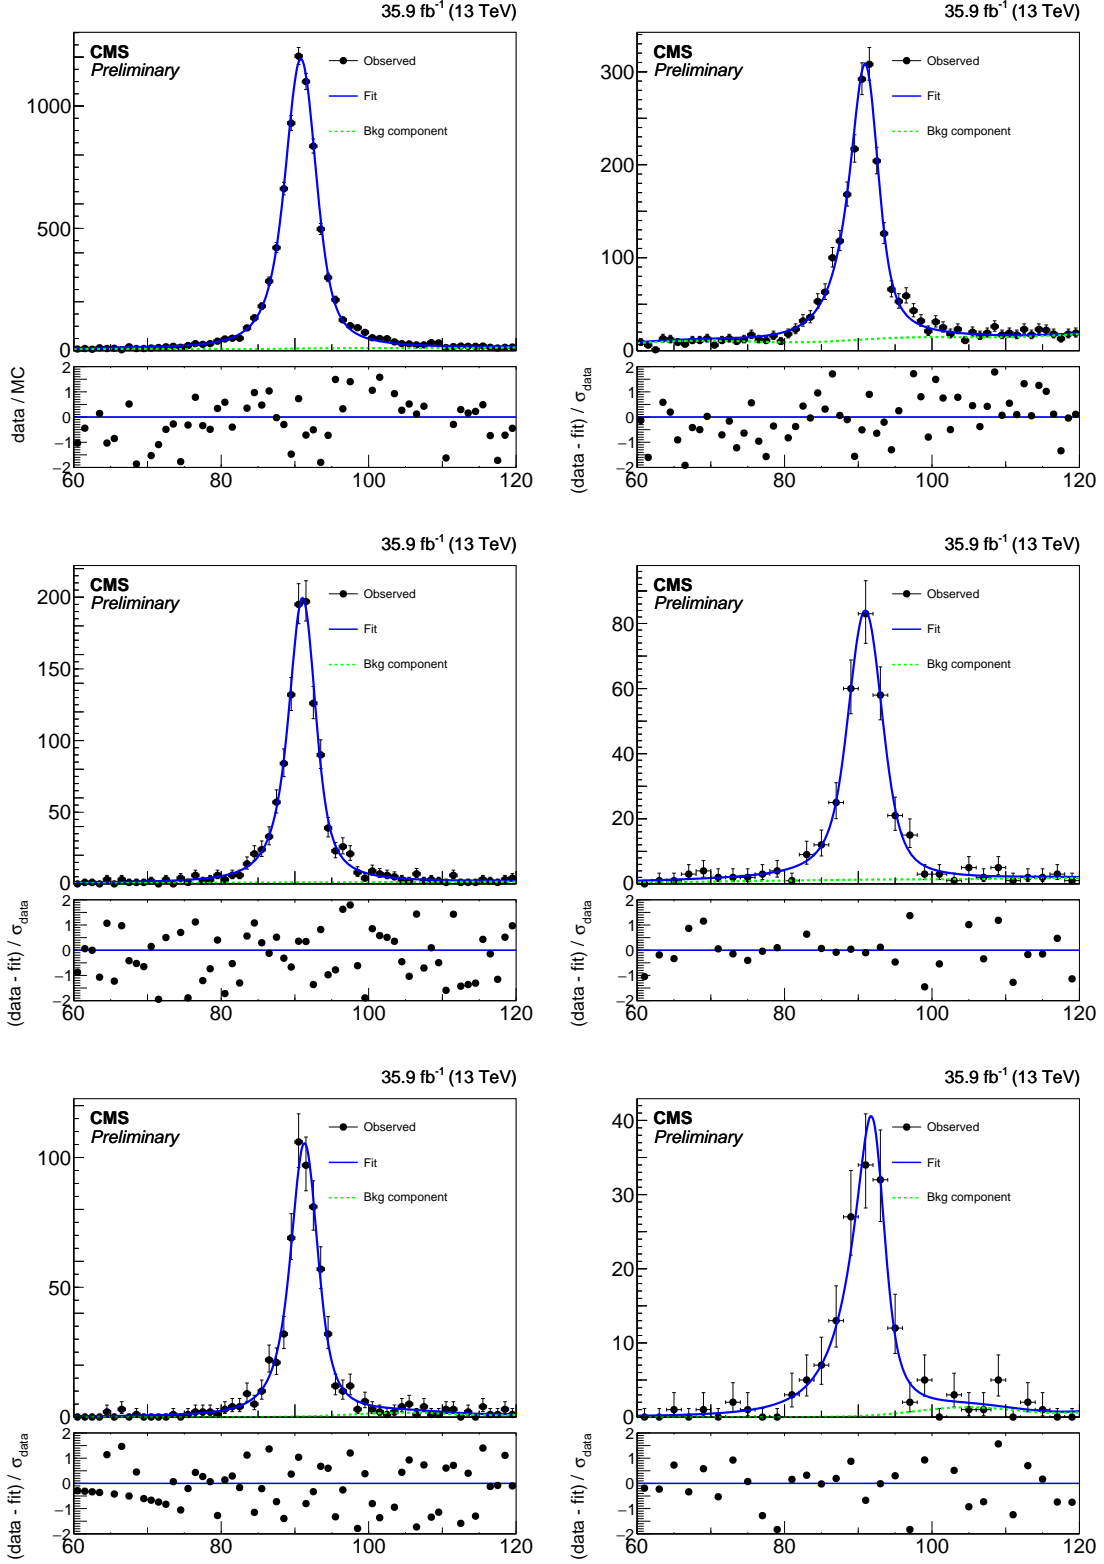 35.9 fb-1 (13 TeV)
CMS
Preliminary
Observed
Fit
Bkg component
1000
500
0
data / MC
2
1
0
−1
−2
60 80 100 120
35.9 fb-1 (13 TeV)
CMS
Preliminary
Observed
Fit
Bkg component
300
200
100
0
(data - fit) / σdata
2
1
0
−1
−2
60 80 100 120
35.9 fb-1 (13 TeV)
CMS
Preliminary
Observed
Fit
Bkg component
200
150
100
50
0
(data - fit) / σdata
2
1
0
−1
−2
60 80 100 120
35.9 fb-1 (13 TeV)
CMS
Preliminary
Observed
Fit
Bkg component
80
60
40
20
0
(data - fit) / σdata
2
1
0
−1
−2
60 80 100 120
35.9 fb-1 (13 TeV)
CMS
Preliminary
Observed
Fit
Bkg component
100
50
0
(data - fit) / σdata
2
1
0
−1
−2
60 80 100 120
35.9 fb-1 (13 TeV)
CMS
Preliminary
Observed
Fit
Bkg component
40
30
20
10
0
(data - fit) / σdata
2
1
0
−1
−2
60 80 100 120